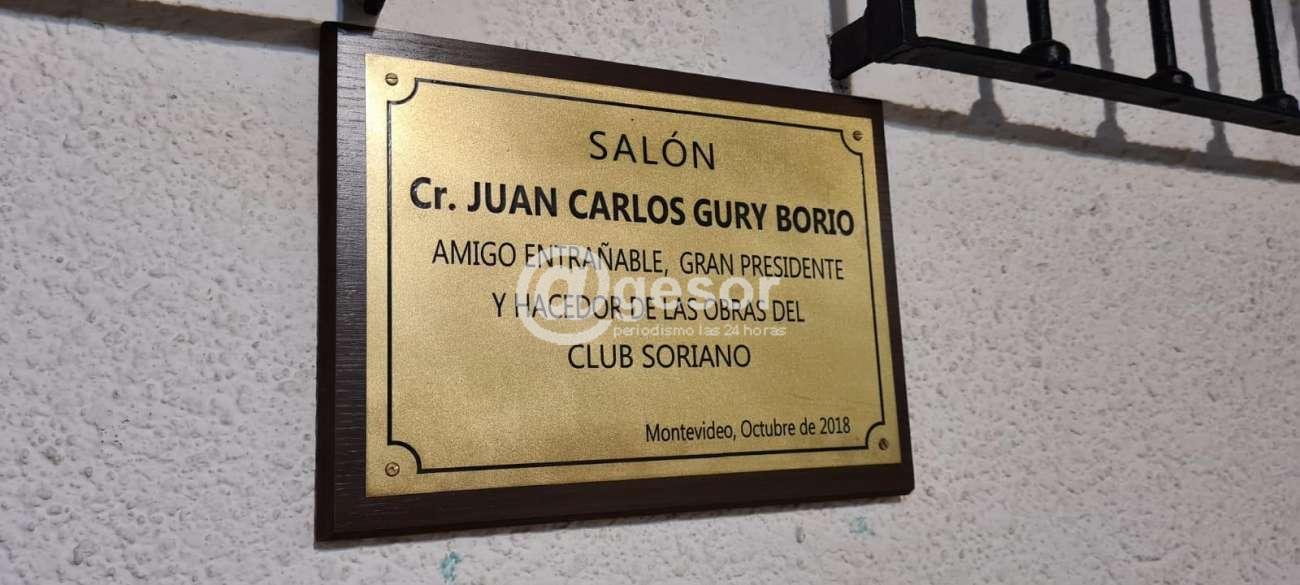 SALÓN
Cr. JUAN CARLOS GURY BORIO
AMIGO ENTRAÑABLE, GRAN PRESIDENTE
Y HACEDOR DE LAS OBRAS DEL
CLUB SORIANO
Montevideo, Octubre de 2018
@gesor
periodismo las 24 horas